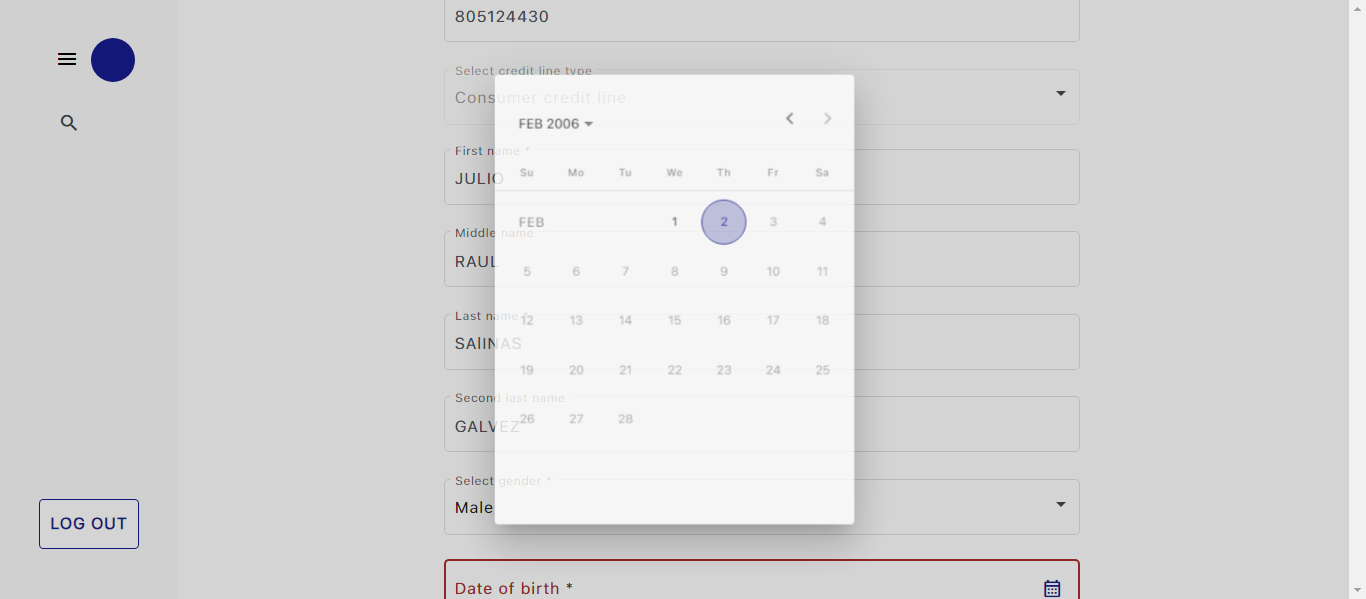 805124430
Select credit line type
Consumer credit line
FEB 2006
First name *
JULIO
Su Mo Tu We Th Fr Sa
FEB 1 2 3 4
Middle name
RAUL
5 6 7 8 9 10 11
Last name *
12 13 14 15 16 17 18
SAlINAS
19 20 21 22 23 24 25
Second last name
GALVEZ
26 27 28
Select gender *
Male
LOG OUT
Date of birth *